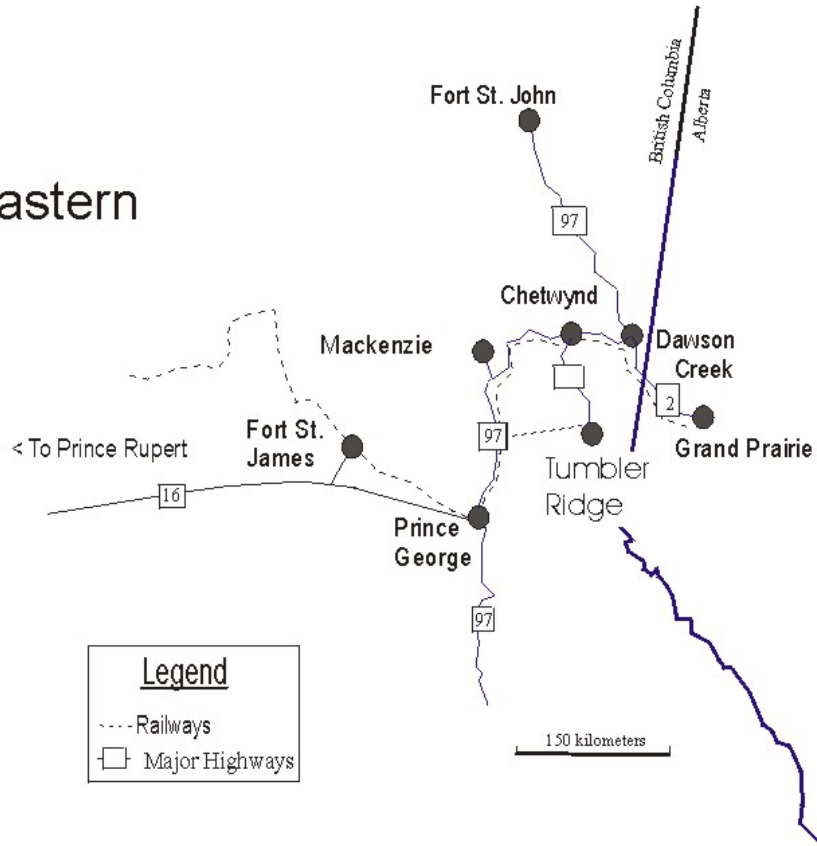 British Columbia
Alberta
Fort St. John
astern
97
Chetwynd
Mackenzie
Dawson
Creek
2
< To Prince Rupert
Fort St.
James
97
Grand Prairie
Tumbler
Ridge
16
Prince
George
97
Legend
Railways
Major Highways
150 kilometers